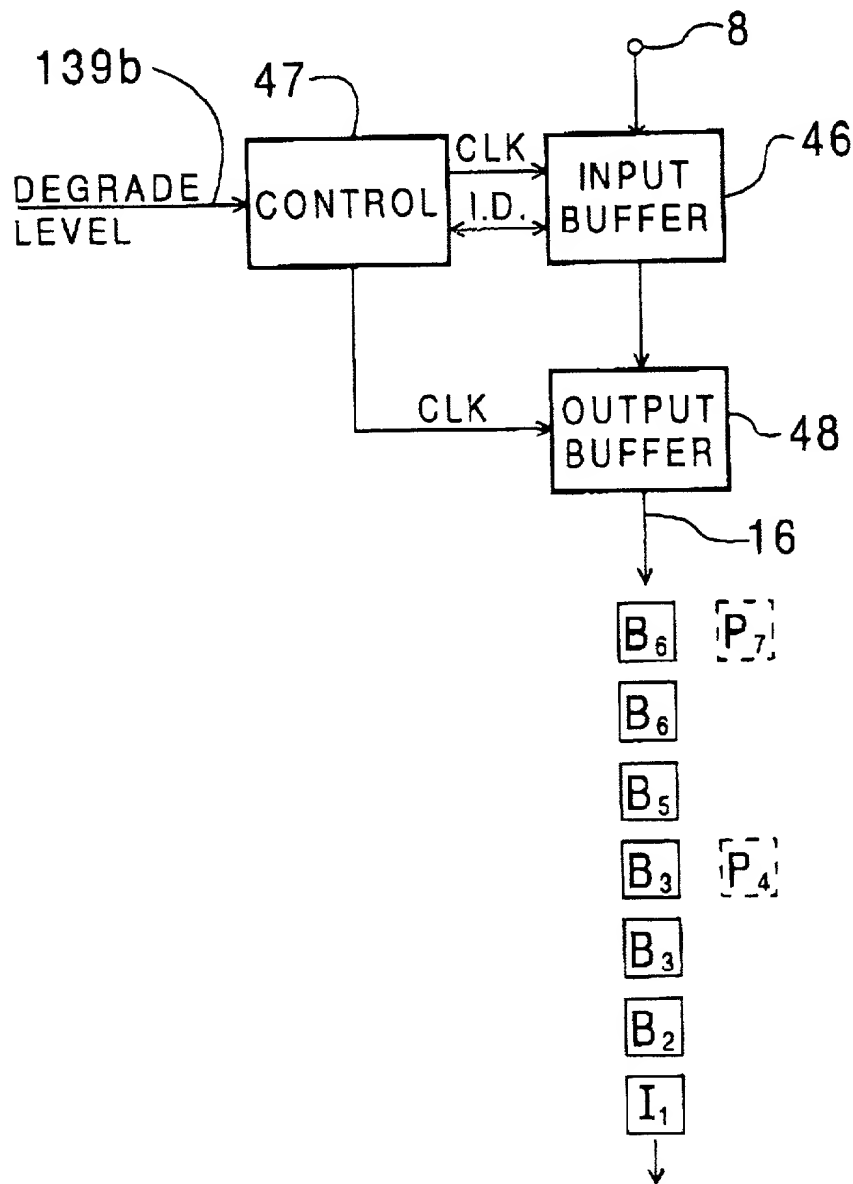 8
139b
47
46
CLK
INPUT
BUFFER
DEGRADE
LEVEL
CONTROL
I.D.
CLK
OUTPUT
BUFFER
48
16
B₆ P₇
B₆
B₅
B₃ P₄
B₃
B₂
I₁